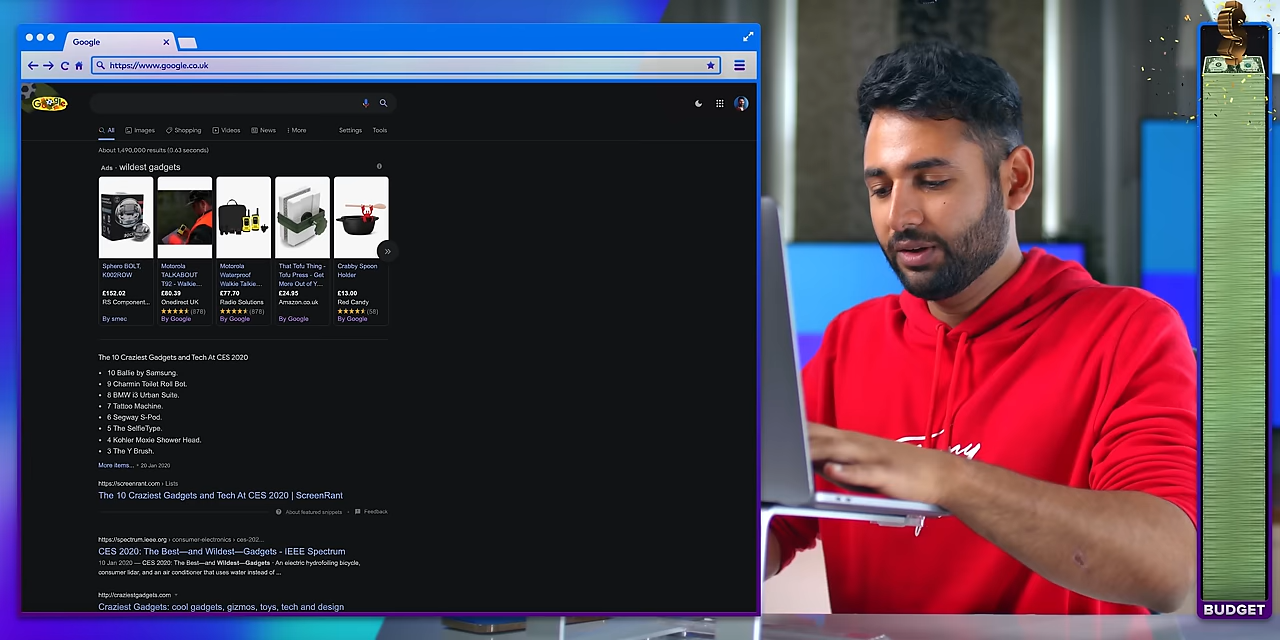 Google
https://www.google.co.uk
Google
All Images Shopping Videos News More Settings Tools
About 1,490,000 results (0.63 seconds)
Ads · wildest gadgets
Sphero BOLT, K002ROW
£152.02
RS Component...
By smec
Motorola TALKABOUT T92 - Walkie...
£80.39
Onedirect UK
(878)
By Google
Motorola Waterproof Walkie Talkie...
£77.70
Radio Solutions
(878)
By Google
That Tofu Thing - Tofu Press - Get More Out of Y...
£24.95
Amazon.co.uk
By Google
Crabby Spoon Holder
£13.00
Red Candy
(58)
By Google
The 10 Craziest Gadgets and Tech At CES 2020
10 Ballie by Samsung.
9 Charmin Toilet Roll Bot.
8 BMW i3 Urban Suite.
7 Tattoo Machine.
6 Segway S-Pod.
5 The SelfieType.
4 Kohler Moxie Shower Head.
3 The Y Brush.
More items... • 20 Jan 2020
https://screenrant.com › Lists
The 10 Craziest Gadgets and Tech At CES 2020 | ScreenRant
About featured snippets • Feedback
https://spectrum.ieee.org › consumer-electronics › ces-202...
CES 2020: The Best—and Wildest—Gadgets - IEEE Spectrum
10 Jan 2020 — CES 2020: The Best—and Wildest—Gadgets · An electric hydrofoiling bicycle,
consumer lidar, and an air conditioner that uses water instead of ...
http://craziestgadgets.com
Craziest Gadgets: cool gadgets, gizmos, toys, tech and design
BUDGET